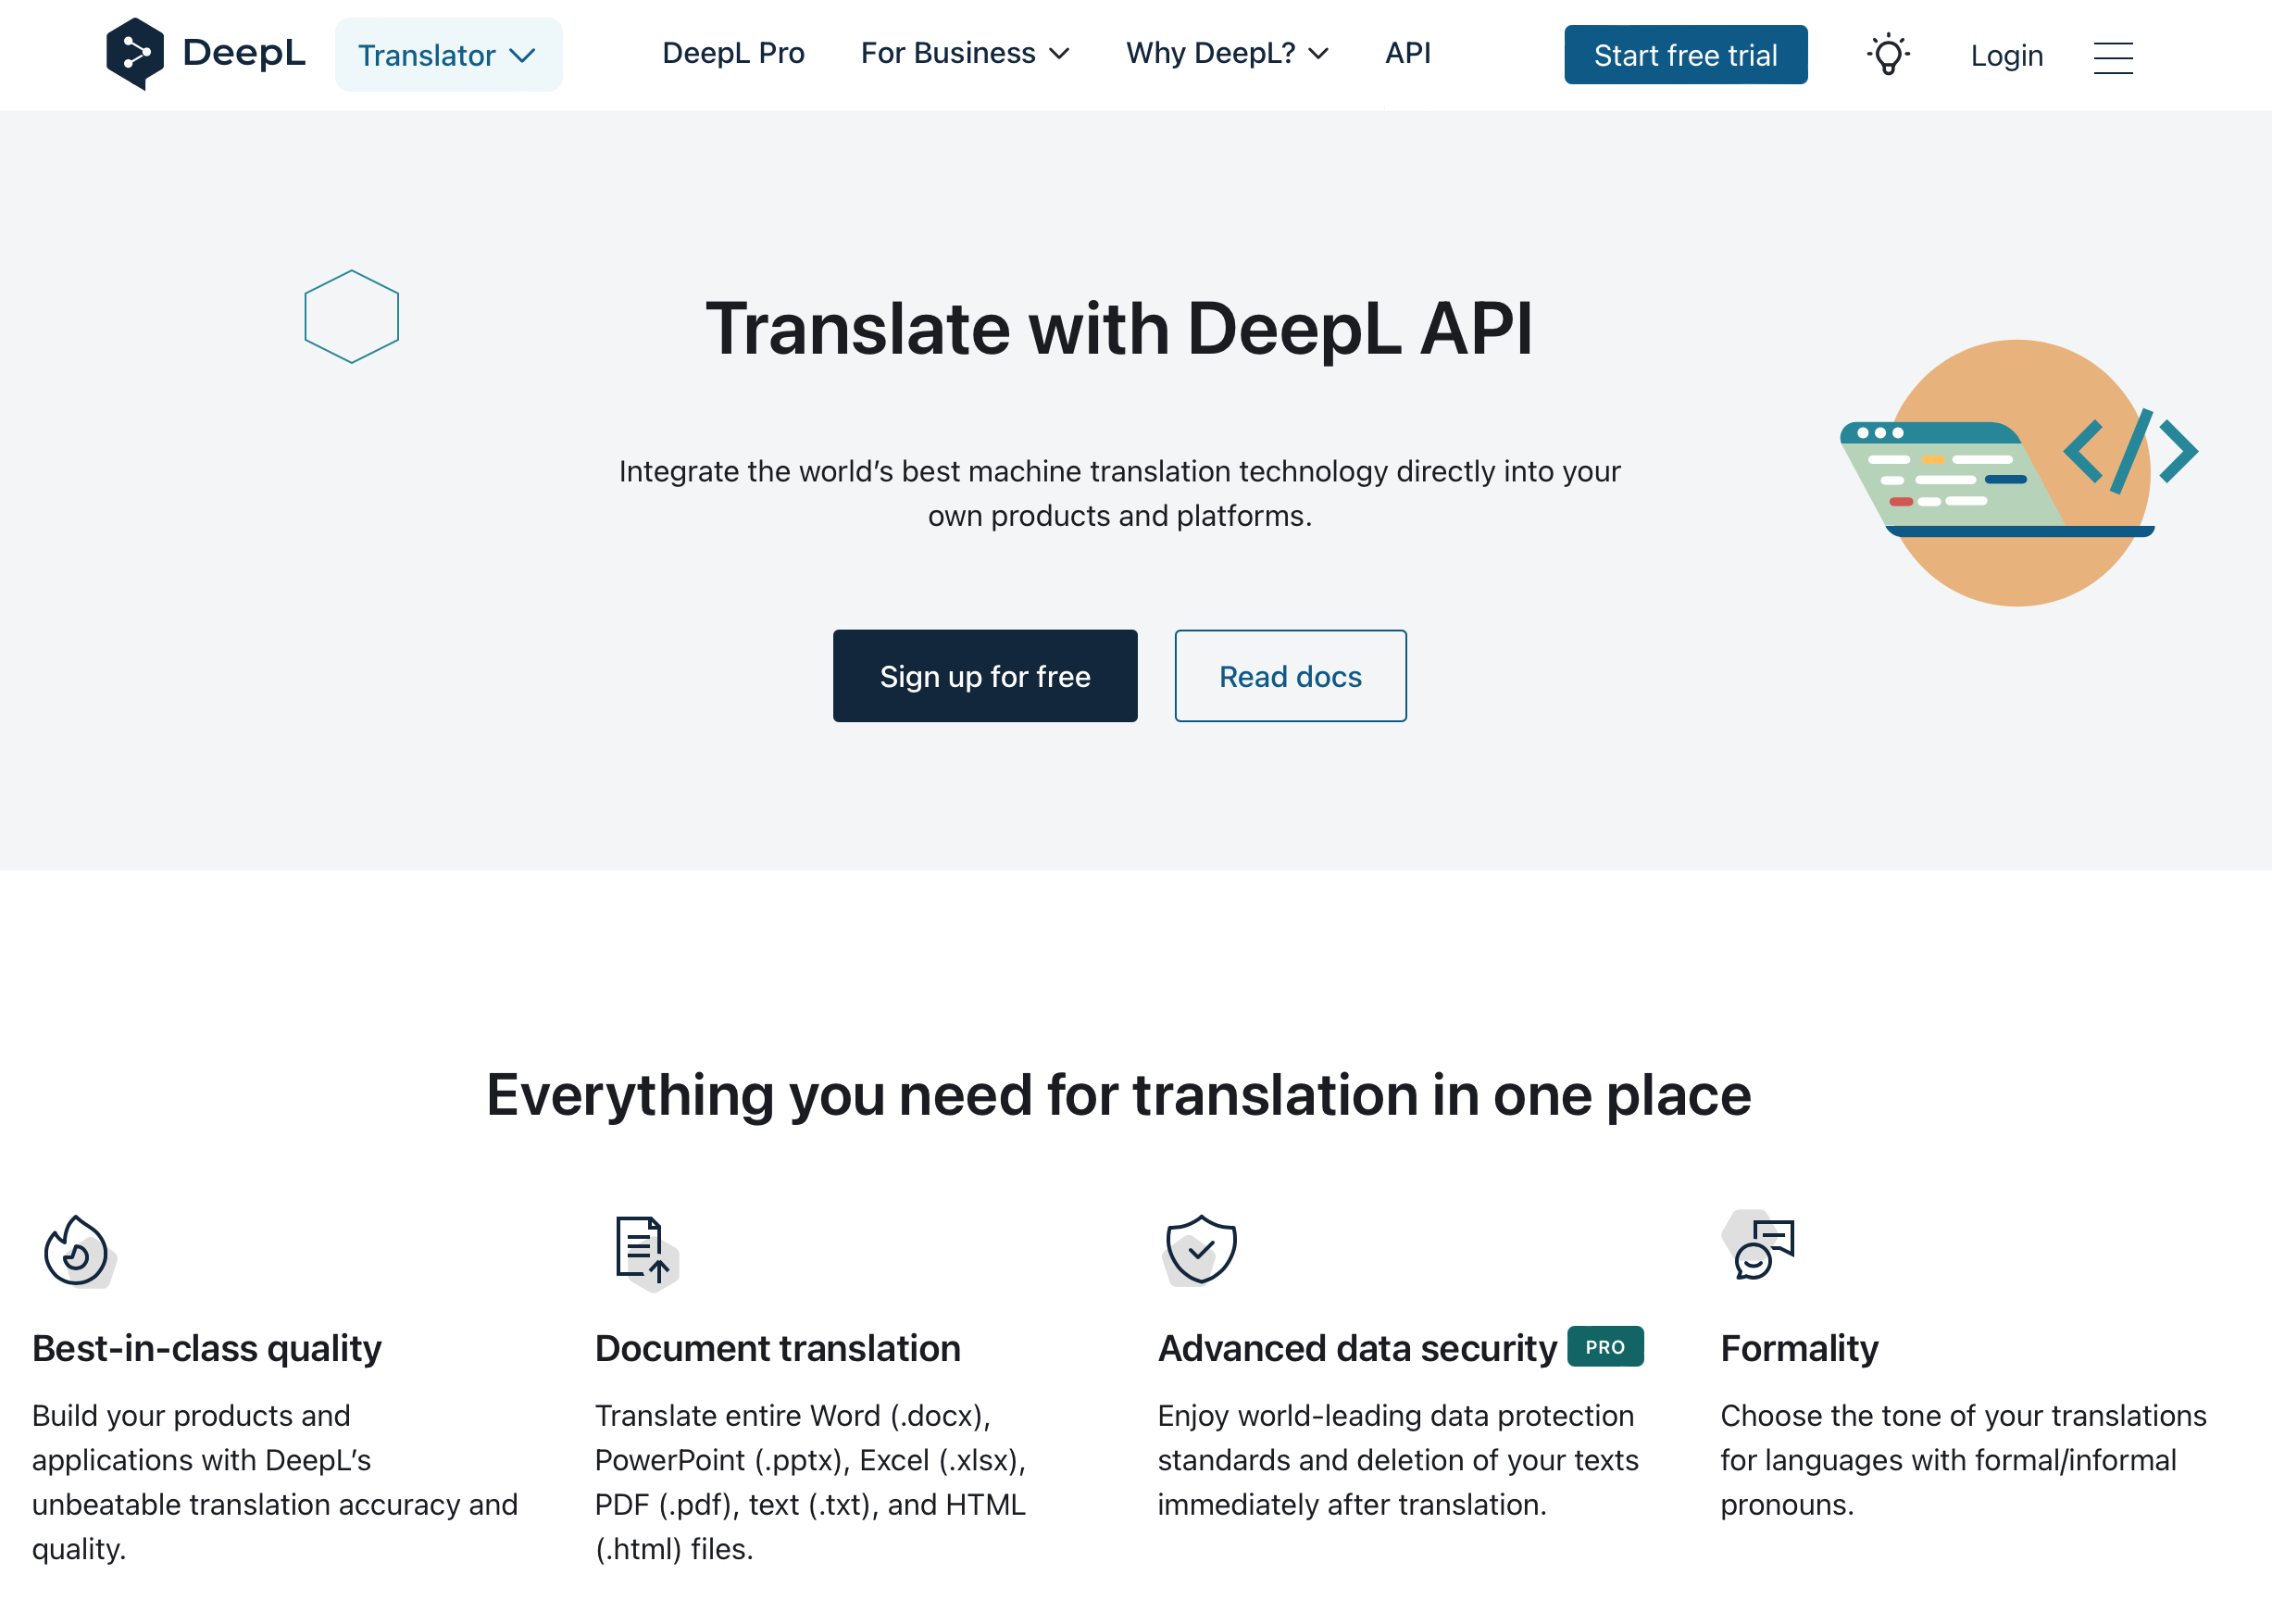 DeepL
Translator
DeepL Pro
For Business
Why DeepL?
API
Start free trial
Login
Translate with DeepL API
Integrate the world’s best machine translation technology directly into your
own products and platforms.
Sign up for free
Read docs
Everything you need for translation in one place
Best-in-class quality
Build your products and
applications with DeepL’s
unbeatable translation accuracy and
quality.
Document translation
Translate entire Word (.docx),
PowerPoint (.pptx), Excel (.xlsx),
PDF (.pdf), text (.txt), and HTML
(.html) files.
Advanced data security PRO
Enjoy world-leading data protection
standards and deletion of your texts
immediately after translation.
Formality
Choose the tone of your translations
for languages with formal/informal
pronouns.